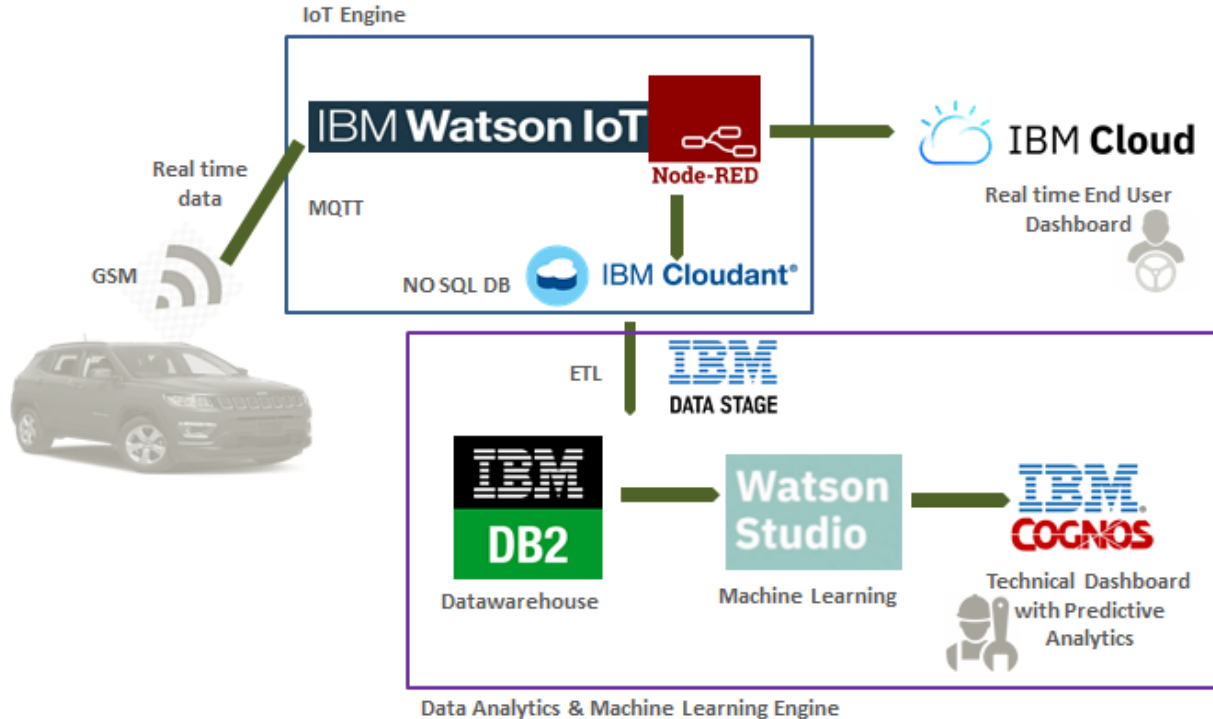 IoT Engine
IBM Watson IoT
Node-RED
IBM Cloud
Real time
data
MQTT
Real time End User
Dashboard
GSM
NO SQL DB
IBM Cloudant®
ETL
IBM
DATA STAGE
IBM
DB2
Watson
Studio
IBM®
COGNOS
Datawarehouse
Machine Learning
Technical Dashboard
with Predictive
Analytics
Data Analytics & Machine Learning Engine